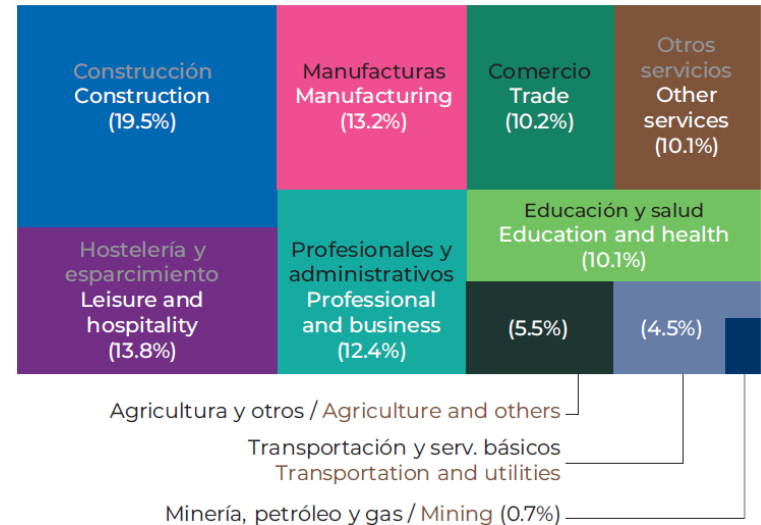 Construcción
Construction
(19.5%)
Manufacturas
Manufacturing
(13.2%)
Comercio
Trade
(10.2%)
Otros
servicios
Other
services
(10.1%)
Educación y salud
Education and health
(10.1%)
Hostelería y
esparcimiento
Leisure and
hospitality
(13.8%)
Profesionales y
administrativos
Professional
and business
(12.4%)
(5.5%)
(4.5%)
Agricultura y otros / Agriculture and others
Transportación y serv. básicos
Transportation and utilities
Minería, petróleo y gas / Mining (0.7%)